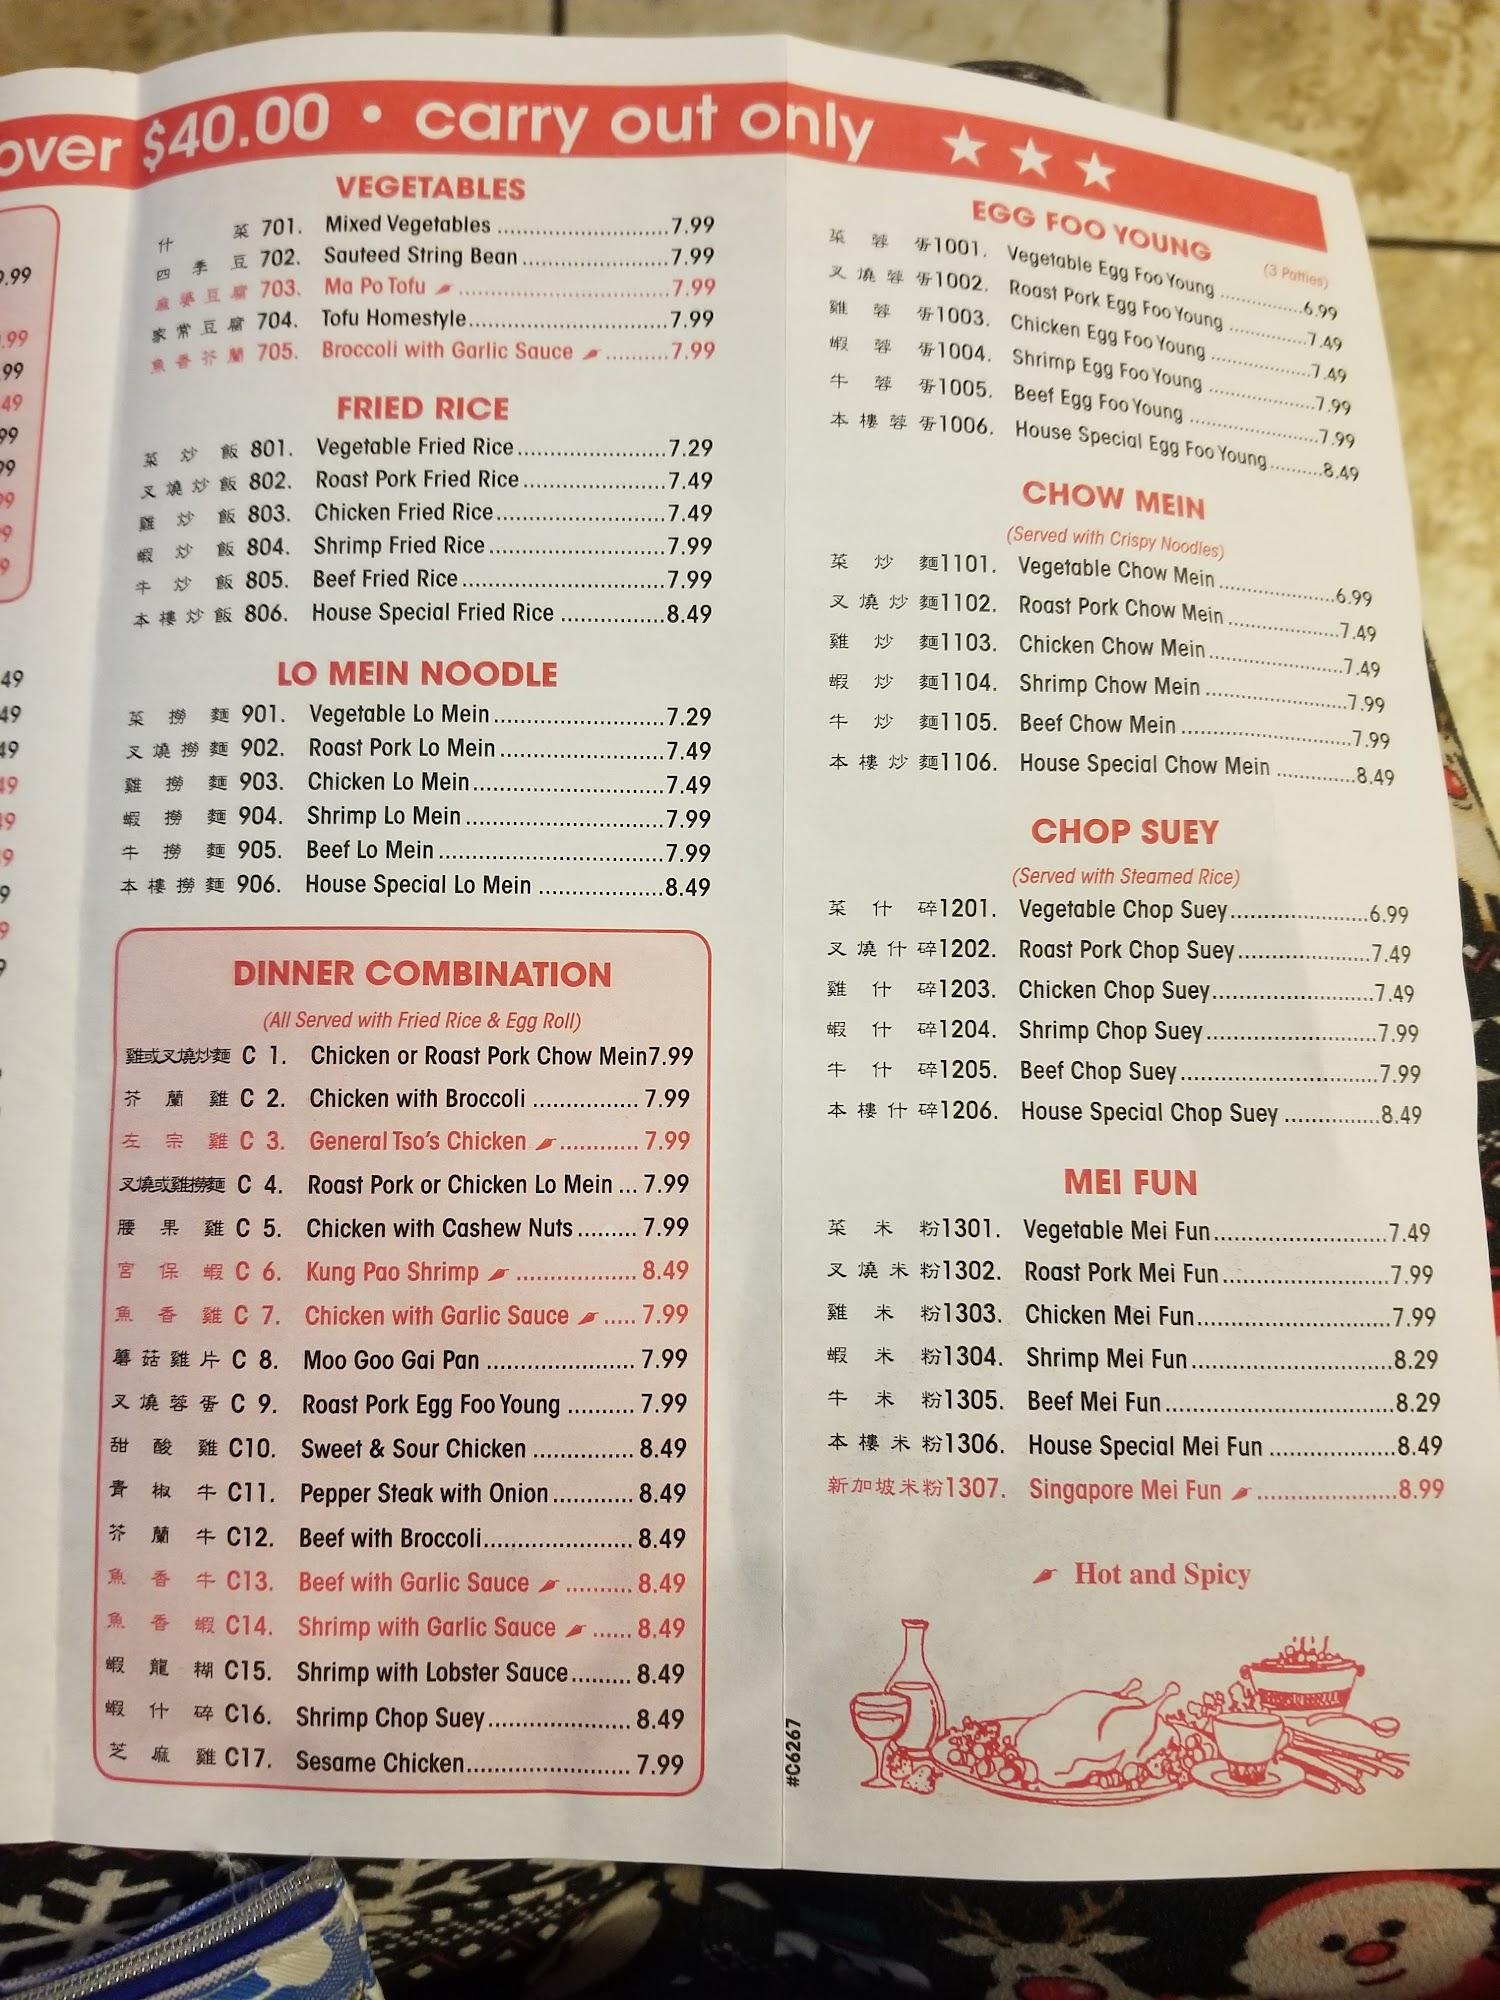 over $40.00 • carry out only
VEGETABLES
什菜 701. Mixed Vegetables 7.99
四季豆 702. Sauteed String Bean 7.99
麻婆豆腐 703. Ma Po Tofu 7.99
家常豆腐 704. Tofu Homestyle 7.99
魚香芥蘭 705. Broccoli with Garlic Sauce 7.99
FRIED RICE
菜炒飯 801. Vegetable Fried Rice 7.29
叉燒炒飯 802. Roast Pork Fried Rice 7.49
雞炒飯 803. Chicken Fried Rice 7.49
蝦炒飯 804. Shrimp Fried Rice 7.99
牛炒飯 805. Beef Fried Rice 7.99
本樓炒飯 806. House Special Fried Rice 8.49
LO MEIN NOODLE
菜撈麵 901. Vegetable Lo Mein 7.29
叉燒撈麵 902. Roast Pork Lo Mein 7.49
雞撈麵 903. Chicken Lo Mein 7.49
蝦撈麵 904. Shrimp Lo Mein 7.99
牛撈麵 905. Beef Lo Mein 7.99
本樓撈麵 906. House Special Lo Mein 8.49
DINNER COMBINATION
(All Served with Fried Rice & Egg Roll)
雞或叉燒炒麵 C 1. Chicken or Roast Pork Chow Mein 7.99
芥蘭雞 C 2. Chicken with Broccoli 7.99
左宗雞 C 3. General Tso's Chicken 7.99
叉燒或雞撈麵 C 4. Roast Pork or Chicken Lo Mein 7.99
腰果雞 C 5. Chicken with Cashew Nuts 7.99
宮保蝦 C 6. Kung Pao Shrimp 8.49
魚香雞 C 7. Chicken with Garlic Sauce 7.99
蘑菇雞片 C 8. Moo Goo Gai Pan 7.99
叉燒蓉蛋 C 9. Roast Pork Egg Foo Young 7.99
甜酸雞 C10. Sweet & Sour Chicken 8.49
青椒牛 C11. Pepper Steak with Onion 8.49
芥蘭牛 C12. Beef with Broccoli 8.49
魚香牛 C13. Beef with Garlic Sauce 8.49
魚香蝦 C14. Shrimp with Garlic Sauce 8.49
蝦龍糊 C15. Shrimp with Lobster Sauce 8.49
蝦什碎 C16. Shrimp Chop Suey 8.49
芝麻雞 C17. Sesame Chicken 7.99
EGG FOO YOUNG
(3 Patties)
菜蓉蛋 1001. Vegetable Egg Foo Young 6.99
叉燒蓉蛋 1002. Roast Pork Egg Foo Young 7.49
雞蓉蛋 1003. Chicken Egg Foo Young 7.49
蝦蓉蛋 1004. Shrimp Egg Foo Young 7.99
牛蓉蛋 1005. Beef Egg Foo Young 7.99
本樓蓉蛋 1006. House Special Egg Foo Young 8.49
CHOW MEIN
(Served with Crispy Noodles)
菜炒麵 1101. Vegetable Chow Mein 6.99
叉燒炒麵 1102. Roast Pork Chow Mein 7.49
雞炒麵 1103. Chicken Chow Mein 7.49
蝦炒麵 1104. Shrimp Chow Mein 7.99
牛炒麵 1105. Beef Chow Mein 7.99
本樓炒麵 1106. House Special Chow Mein 8.49
CHOP SUEY
(Served with Steamed Rice)
菜什碎 1201. Vegetable Chop Suey 6.99
叉燒什碎 1202. Roast Pork Chop Suey 7.49
雞什碎 1203. Chicken Chop Suey 7.49
蝦什碎 1204. Shrimp Chop Suey 7.99
牛什碎 1205. Beef Chop Suey 7.99
本樓什碎 1206. House Special Chop Suey 8.49
MEI FUN
菜米粉 1301. Vegetable Mei Fun 7.49
叉燒米粉 1302. Roast Pork Mei Fun 7.99
雞米粉 1303. Chicken Mei Fun 7.99
蝦米粉 1304. Shrimp Mei Fun 8.29
牛米粉 1305. Beef Mei Fun 8.29
本樓米粉 1306. House Special Mei Fun 8.49
新加坡米粉 1307. Singapore Mei Fun 8.99
Hot and Spicy
#C6267